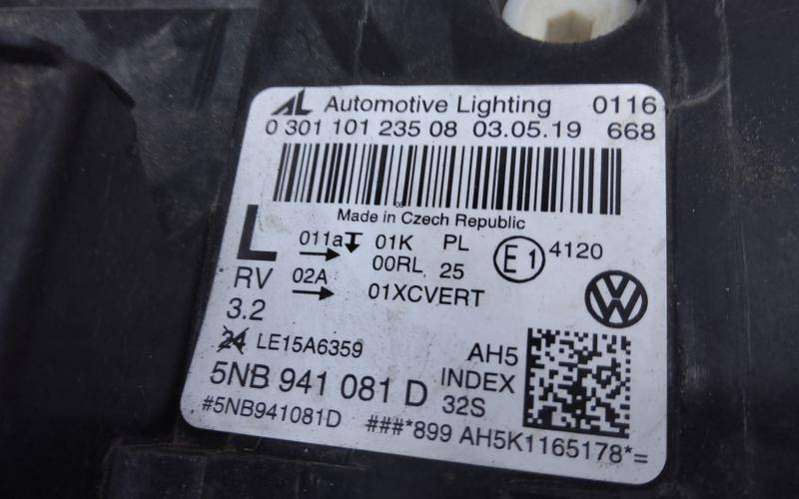 AL Automotive Lighting 0116
0 301 101 235 08 03.05.19 668
Made in Czech Republic
L 011a 01K PL E1 4120
00RL 25
RV 02A 01XCVERT
3.2
24 LE15A6359 AH5
5NB 941 081 D INDEX
32S
#5NB941081D ###*899 AH5K1165178*=